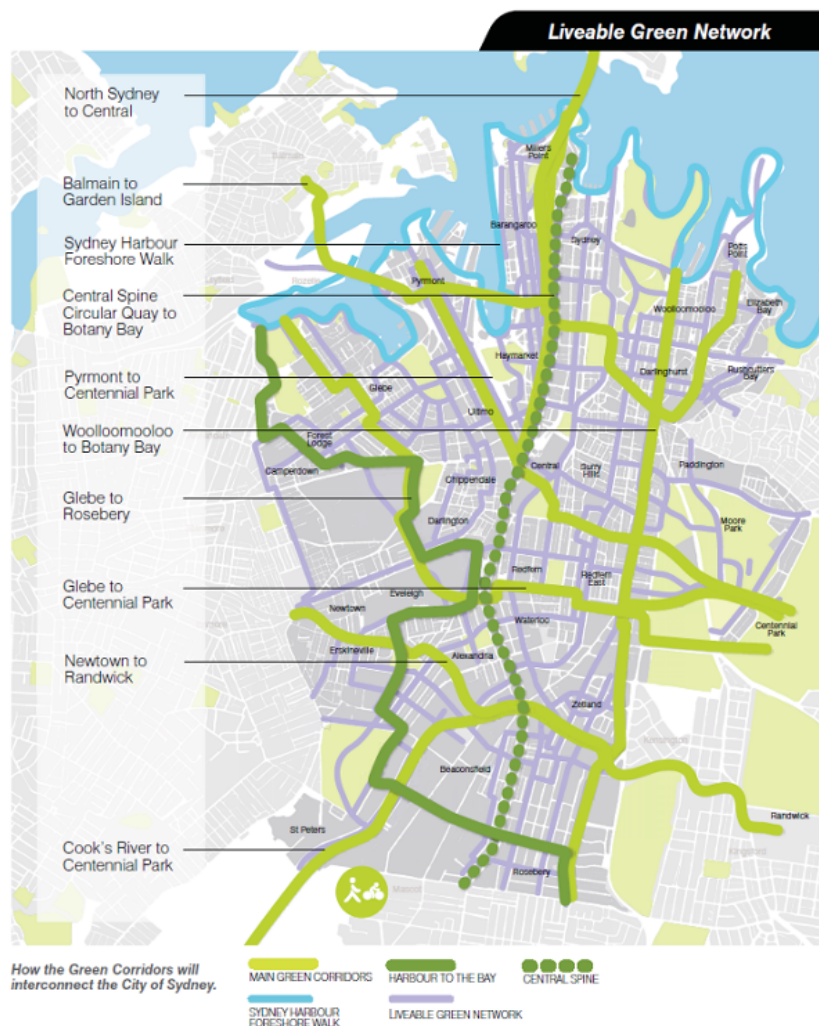 Liveable Green Network
North Sydney
to Central
Balmain to
Garden Island
Sydney Harbour
Foreshore Walk
Central Spine
Circular Quay to
Botany Bay
Pyrmont to
Centennial Park
Woolloomooloo
to Botany Bay
Glebe to
Rosebery
Glebe to
Centennial Park
Newtown to
Randwick
Cook's River to
Centennial Park
Millers
Point
Barangaroo
Sydney
Potts
Point
Rozelle
Pyrmont
Woolloomooloo
Elizabeth
Bay
Haymarket
Darlinghurst
Rushcutters
Bay
Glebe
Ultimo
Forest
Lodge
Camperdown
Central
Surry
Hills
Paddington
Chippendale
Darlington
Moore
Park
Redfern
Redfern
East
Eveleigh
Newtown
Waterloo
Centennial
Park
Erskineville
Alexandria
Zetland
Kensington
Beaconsfield
St Peters
Randwick
Kingsford
Rosebery
Mascot
How the Green Corridors will
interconnect the City of Sydney.
MAIN GREEN CORRIDORS
HARBOUR TO THE BAY
CENTRAL SPINE
SYDNEY HARBOUR
FORESHORE WALK
LIVEABLE GREEN NETWORK